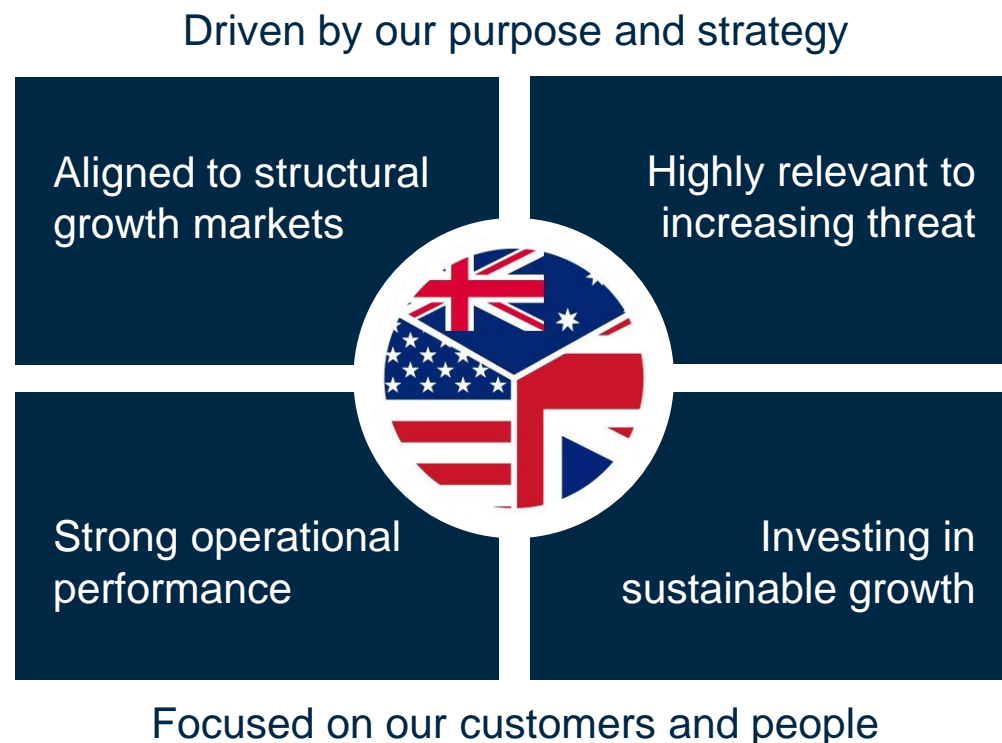 Driven by our purpose and strategy
Aligned to structural
growth markets
Highly relevant to
increasing threat
Strong operational
performance
Investing in
sustainable growth
Focused on our customers and people